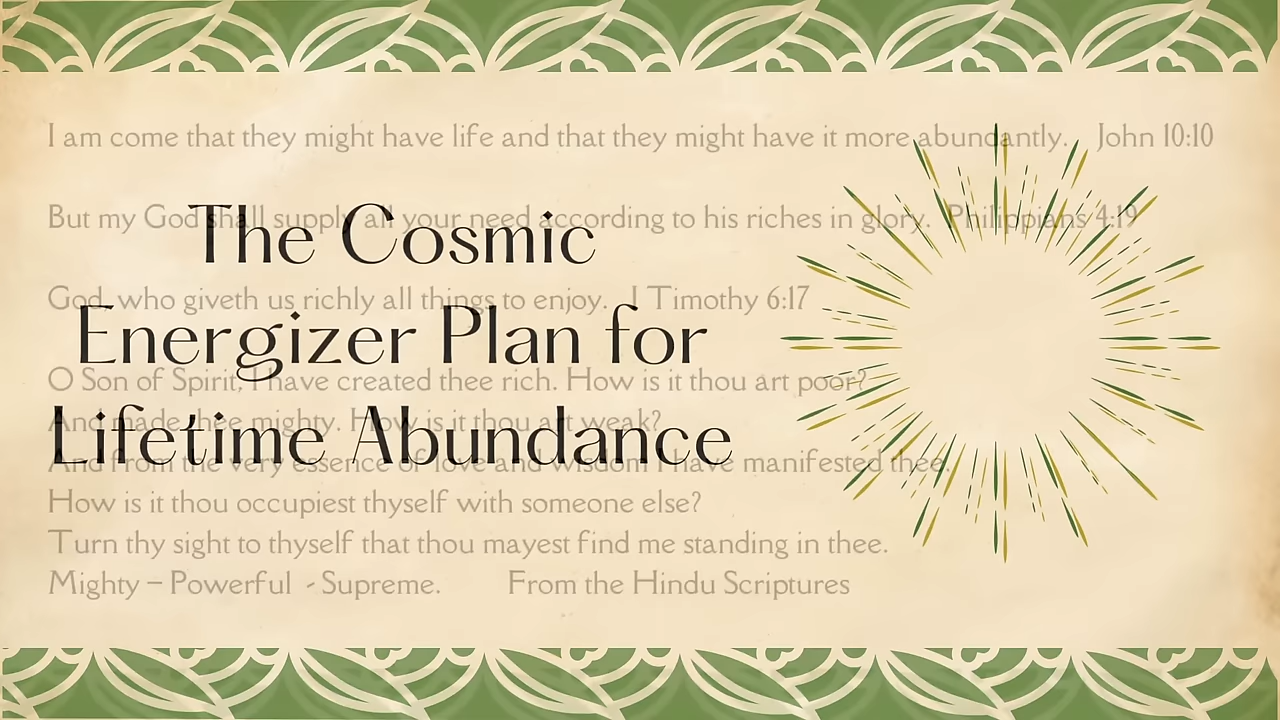 I am come that they might have life and that they might have it more abundantly. John 10:10
But my God shall supply all your need according to his riches in glory. Philippians 4:19
The Cosmic
God, who giveth us richly all things to enjoy. I Timothy 6:17
Energizer Plan for
O Son of Spirit, I have created thee rich. How is it thou art poor?
And made thee mighty. How is it thou art weak?
Lifetime Abundance
And from the very essence of love and wisdom I have manifested thee.
How is it thou occupiest thyself with someone else?
Turn thy sight to thyself that thou mayest find me standing in thee.
Mighty – Powerful - Supreme. From the Hindu Scriptures